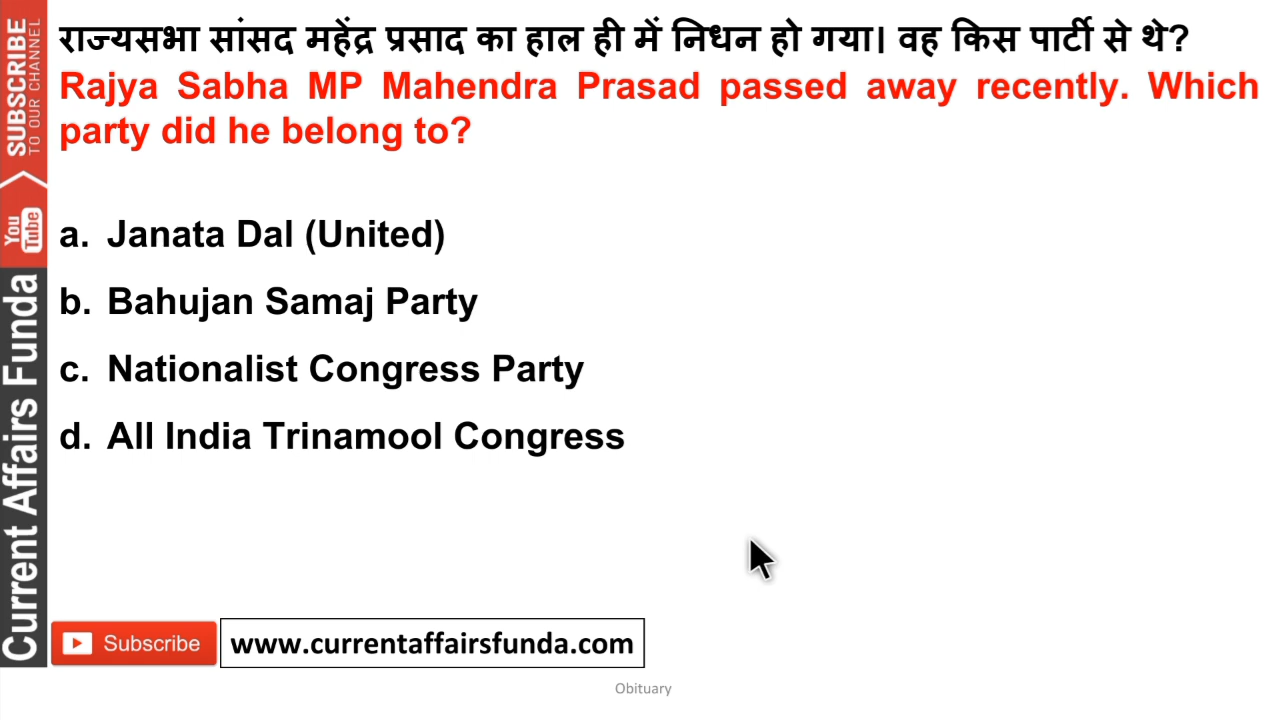 राज्यसभा सांसद महेंद्र प्रसाद का हाल ही में निधन हो गया। वह किस पार्टी से थे?
Rajya Sabha MP Mahendra Prasad passed away recently. Which
party did he belong to?
a. Janata Dal (United)
b. Bahujan Samaj Party
c. Nationalist Congress Party
d. All India Trinamool Congress
Subscribe
www.currentaffairsfunda.com
Obituary
SUBSCRIBE
TO OUR CHANNEL
You
Tube
Current Affairs Funda